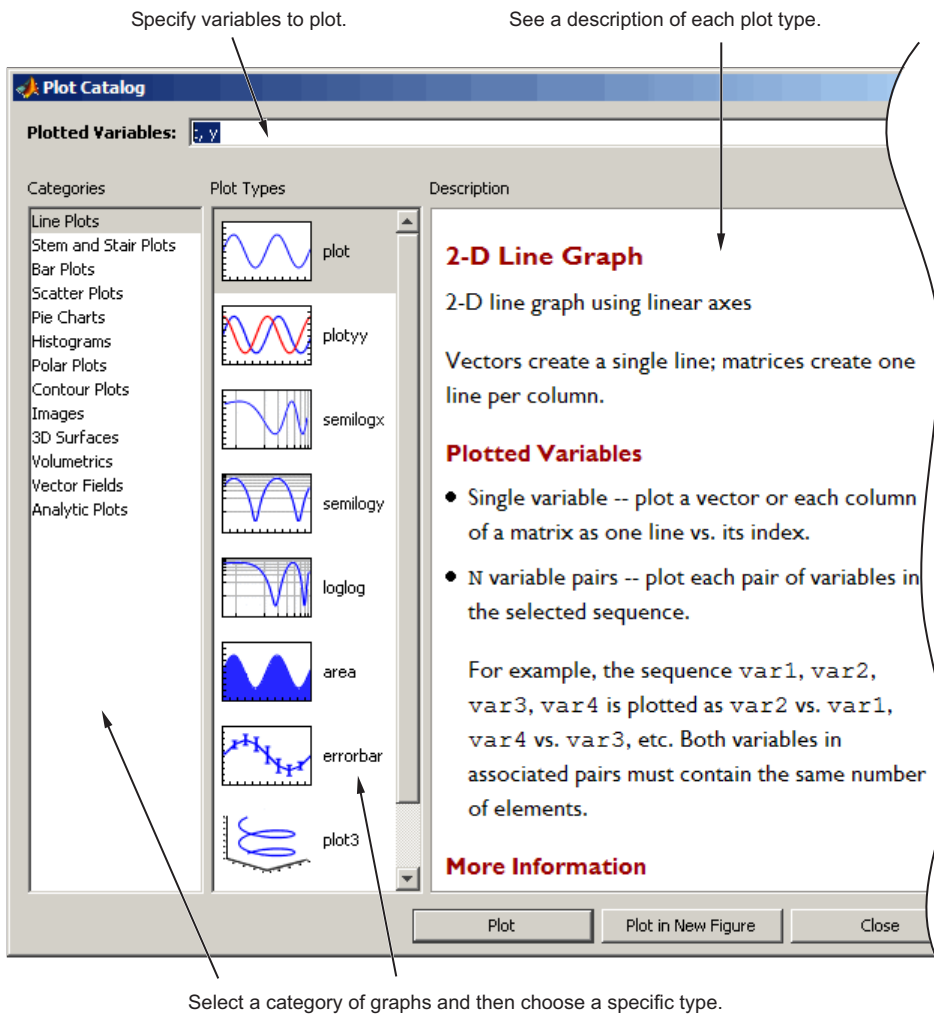 Specify variables to plot.
See a description of each plot type.
Plot Catalog
Plotted Variables:
t, y
Categories
Plot Types
Description
Line Plots
Stem and Stair Plots
Bar Plots
Scatter Plots
Pie Charts
Histograms
Polar Plots
Contour Plots
Images
3D Surfaces
Volumetrics
Vector Fields
Analytic Plots
plot
plotyy
semilogx
semilogy
loglog
area
errorbar
plot3
2-D Line Graph
2-D line graph using linear axes
Vectors create a single line; matrices create one
line per column.
Plotted Variables
• Single variable -- plot a vector or each column
of a matrix as one line vs. its index.
• N variable pairs -- plot each pair of variables in
the selected sequence.
For example, the sequence var1, var2,
var3, var4 is plotted as var2 vs. var1,
var4 vs. var3, etc. Both variables in
associated pairs must contain the same number
of elements.
More Information
Plot
Plot in New Figure
Close
Select a category of graphs and then choose a specific type.